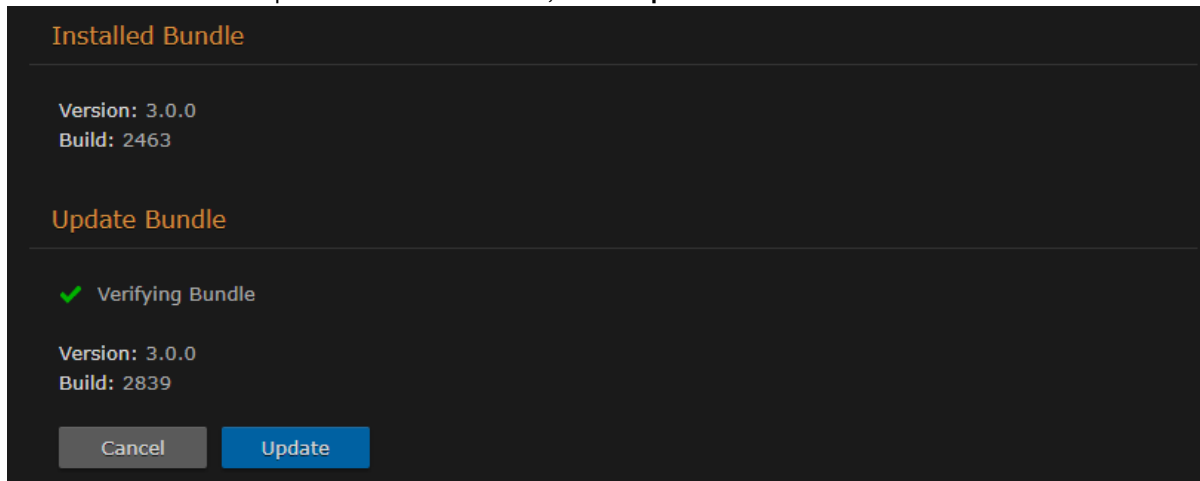 Installed Bundle
Version: 3.0.0
Build: 2463
Update Bundle
Verifying Bundle
Version: 3.0.0
Build: 2839
Cancel Update